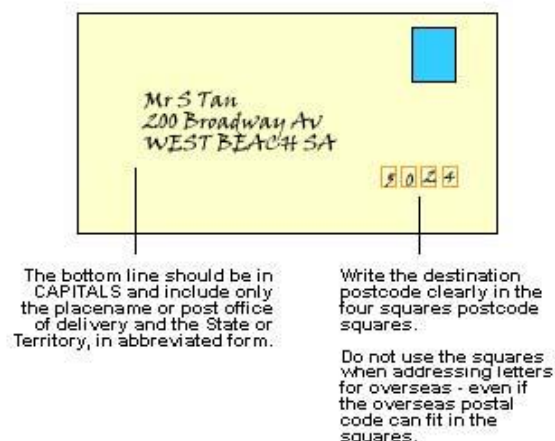 Mr S Tan
200 Broadway Av
WEST BEACH SA
5 0 2 4
The bottom line should be in
CAPITALS and include only
the placename or post office
of delivery and the State or
Territory, in abbreviated form.
Write the destination
postcode clearly in the
four squares postcode
squares.
Do not use the squares
when addressing letters
for overseas - even if
the overseas postal
code can fit in the
squares.